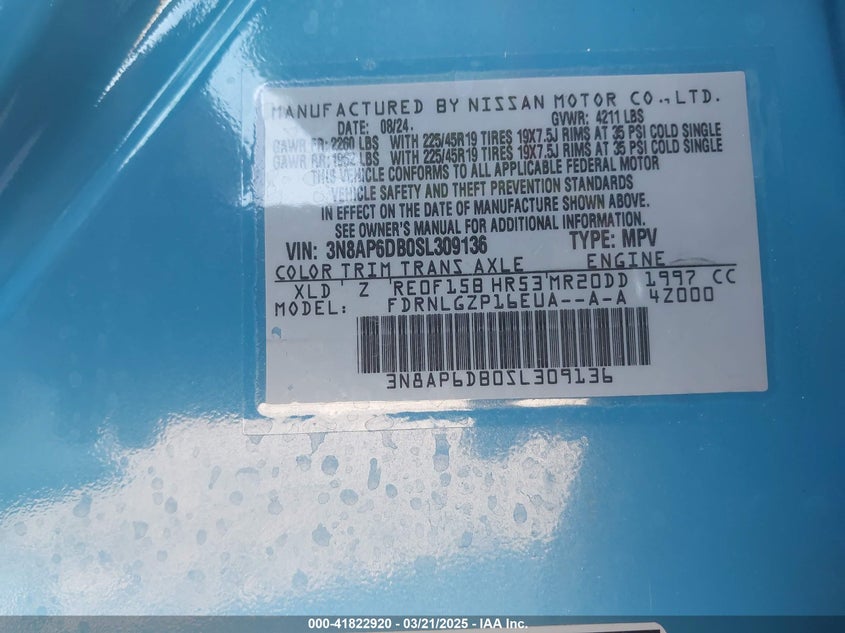 MANUFACTURED BY NISSAN MOTOR CO., LTD.
DATE: 08/24. GVWR: 4211 LBS
GAWR FR: 2260 LBS WITH 225/45R19 TIRES 19X7.5J RIMS AT 35 PSI COLD SINGLE
GAWR RR: 1952 LBS WITH 225/45R19 TIRES 19X7.5J RIMS AT 35 PSI COLD SINGLE
THIS VEHICLE CONFORMS TO ALL APPLICABLE FEDERAL MOTOR
VEHICLE SAFETY AND THEFT PREVENTION STANDARDS
IN EFFECT ON THE DATE OF MANUFACTURE SHOWN ABOVE.
SEE OWNER'S MANUAL FOR ADDITIONAL INFORMATION.
VIN: 3N8AP6DB0SL309136 TYPE: MPV
COLOR TRIM TRANS AXLE ENGINE
XLD Z RE0F15B HR53 MR20DD 1997 CC
MODEL: FDRNLGZP16EUA--A-A 4Z000
3N8AP6DB0SL309136
000-41822920 - 03/21/2025 - IAA Inc.